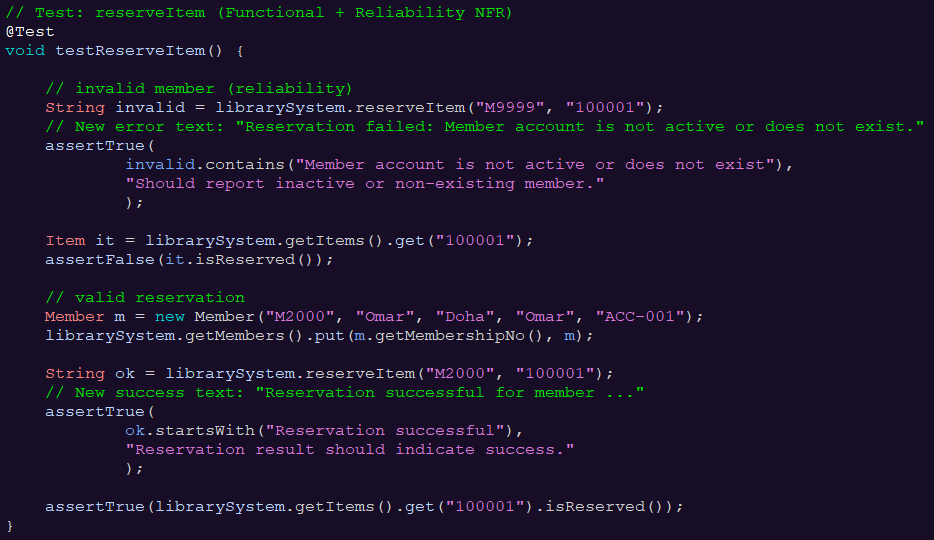 // Test: reserveItem (Functional + Reliability NFR)
@Test
void testReserveItem() {
// invalid member (reliability)
String invalid = librarySystem.reserveItem("M9999", "100001");
// New error text: "Reservation failed: Member account is not active or does not exist."
assertTrue(
invalid.contains("Member account is not active or does not exist"),
"Should report inactive or non-existing member."
);
Item it = librarySystem.getItems().get("100001");
assertFalse(it.isReserved());
// valid reservation
Member m = new Member("M2000", "Omar", "Doha", "Omar", "ACC-001");
librarySystem.getMembers().put(m.getMembershipNo(), m);
String ok = librarySystem.reserveItem("M2000", "100001");
// New success text: "Reservation successful for member ..."
assertTrue(
ok.startsWith("Reservation successful"),
"Reservation result should indicate success."
);
assertTrue(librarySystem.getItems().get("100001").isReserved());
}